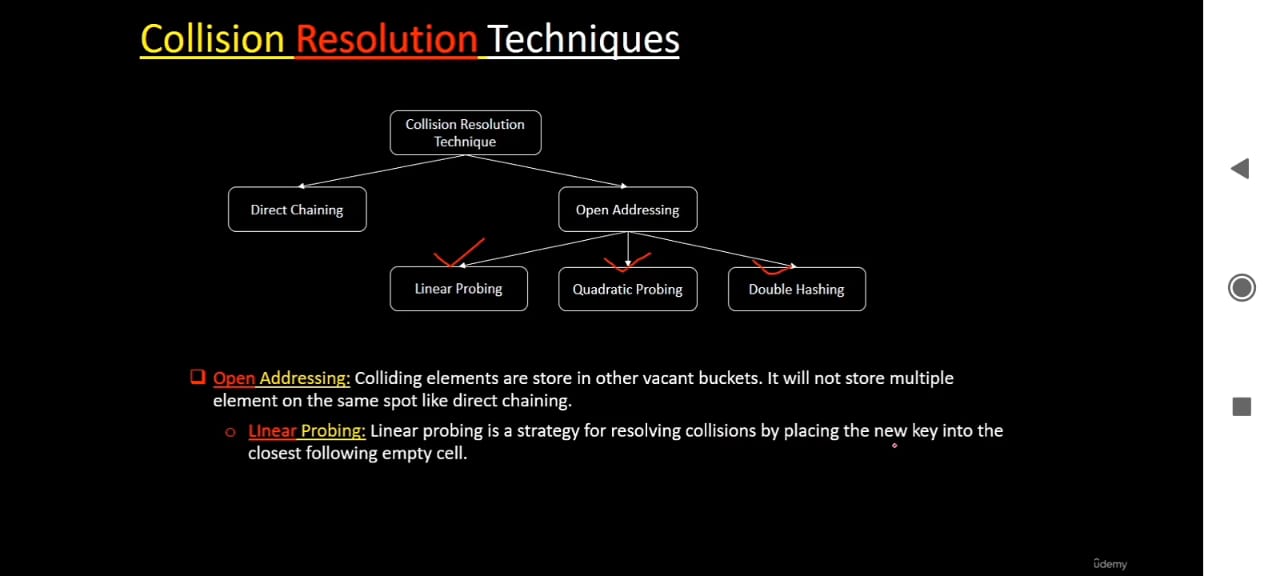 Collision Resolution Techniques
Collision Resolution
Technique
Direct Chaining
Open Addressing
Linear Probing
Quadratic Probing
Double Hashing
Open Addressing: Colliding elements are store in other vacant buckets. It will not store multiple
element on the same spot like direct chaining.
LInear Probing: Linear probing is a strategy for resolving collisions by placing the new key into the
closest following empty cell.
ûdemy